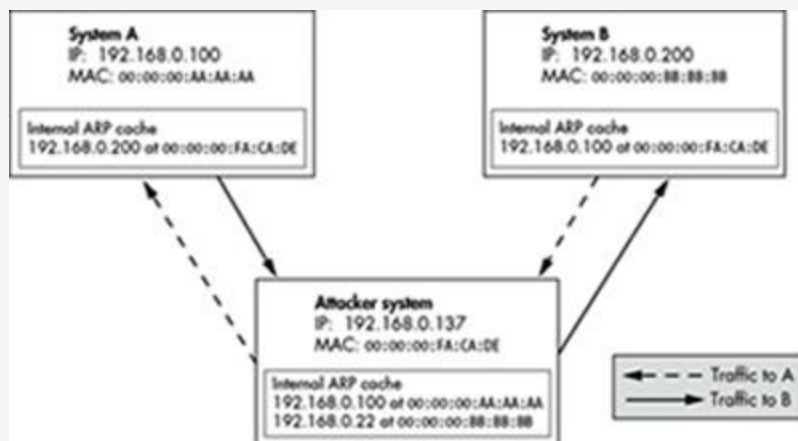 System A
IP: 192.168.0.100
MAC: 00:00:00:AA:AA:AA
Internal ARP cache
192.168.0.200 at 00:00:00:FA:CA:DE
System B
IP: 192.168.0.200
MAC: 00:00:00:BB:BB:BB
Internal ARP cache
192.168.0.100 at 00:00:00:FA:CA:DE
Attacker system
IP: 192.168.0.137
MAC: 00:00:00:FA:CA:DE
Internal ARP cache
192.168.0.100 at 00:00:00:AA:AA:AA
192.168.0.22 at 00:00:00:BB:BB:BB
Traffic to A
Traffic to B